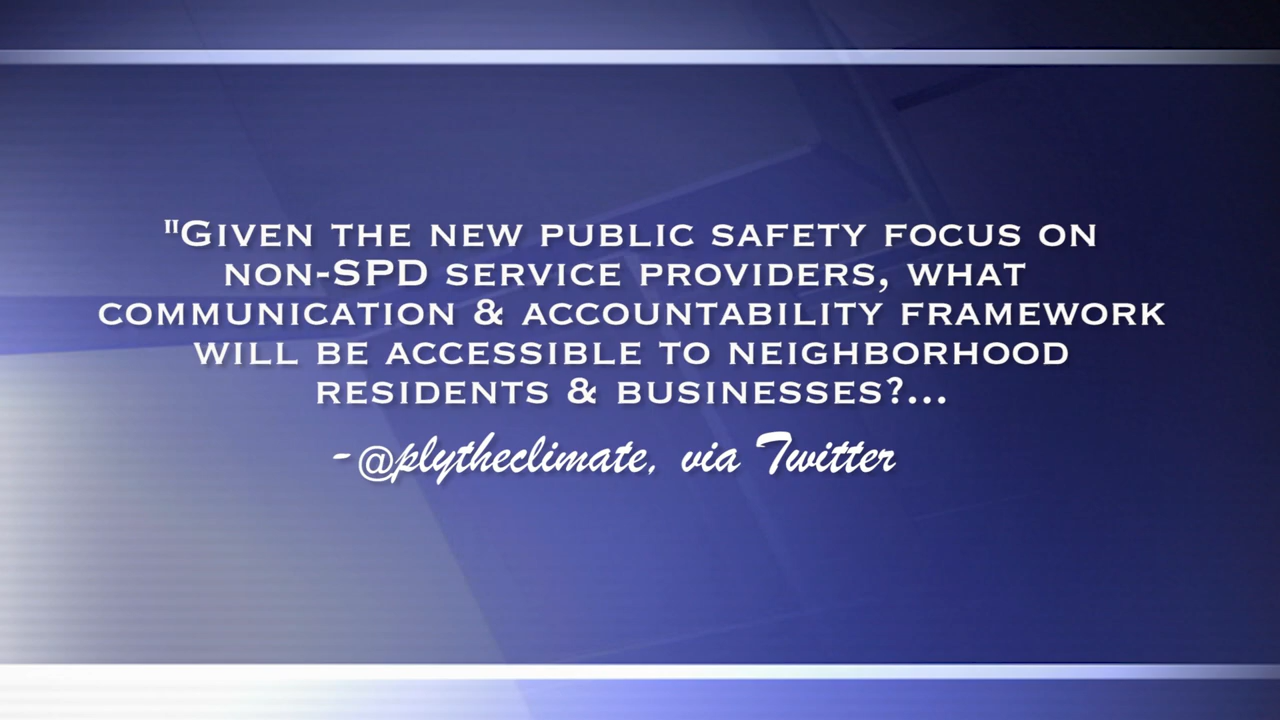 "Given the new public safety focus on
non-SPD service providers, what
communication & accountability framework
will be accessible to neighborhood
residents & businesses?...
-@plytheclimate, via Twitter